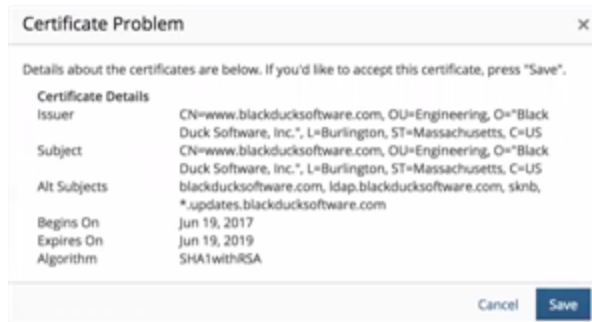 Certificate Problem ×
Details about the certificates are below. If you'd like to accept this certificate, press "Save".
Certificate Details
Issuer CN=www.blackducksoftware.com, OU=Engineering, O="Black
Duck Software, Inc.", L=Burlington, ST=Massachusetts, C=US
Subject CN=www.blackducksoftware.com, OU=Engineering, O="Black
Duck Software, Inc.", L=Burlington, ST=Massachusetts, C=US
Alt Subjects blackducksoftware.com, ldap.blackducksoftware.com, sknb,
*.updates.blackducksoftware.com
Begins On Jun 19, 2017
Expires On Jun 19, 2019
Algorithm SHA1withRSA
Cancel Save